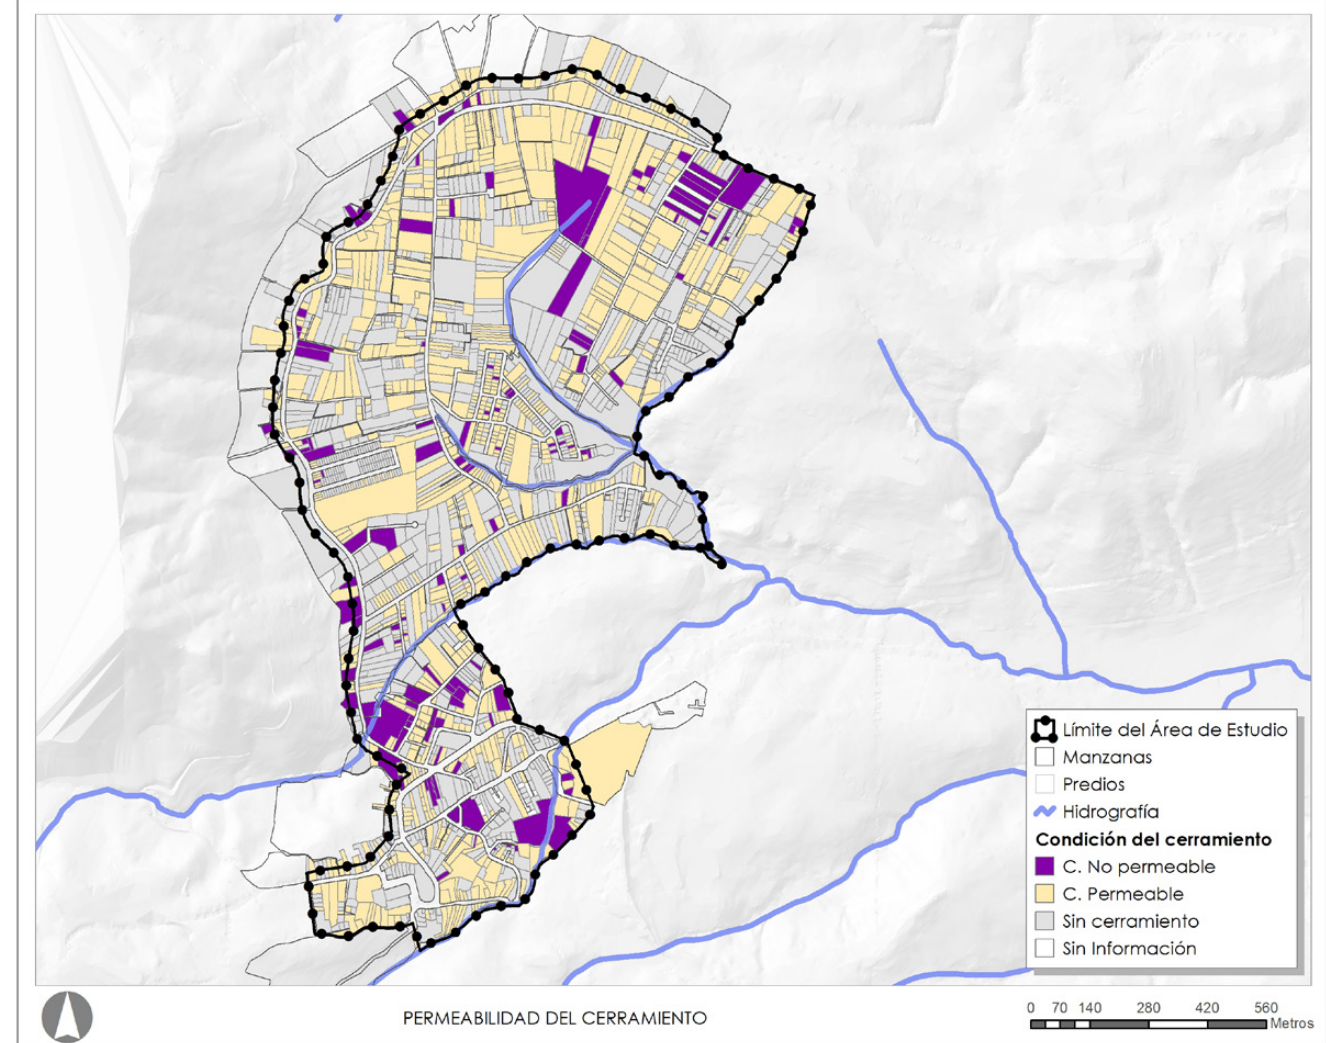 Límite del Área de Estudio
Manzanas
Predios
Hidrografía
Condición del cerramiento
C. No permeable
C. Permeable
Sin cerramiento
Sin Información
PERMEABILIDAD DEL CERRAMIENTO
0 70 140 280 420 560
Metros